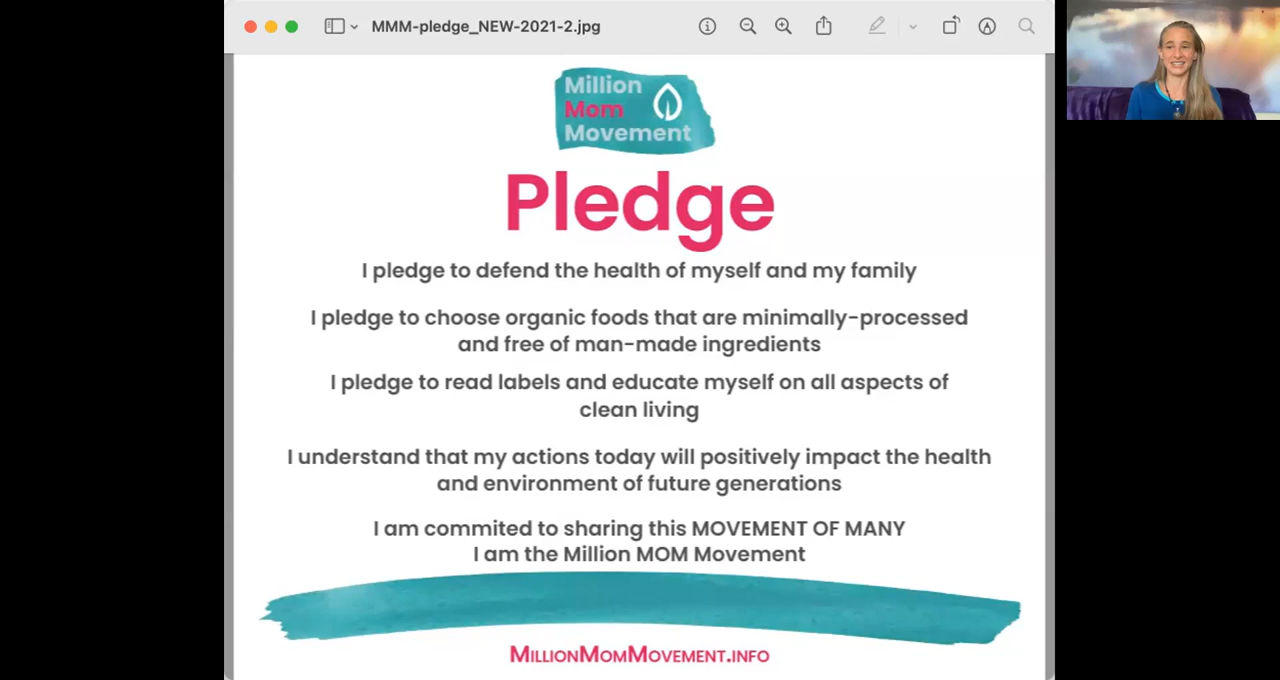 MMM-pledge_NEW-2021-2.jpg
Million
Mom
Movement
Pledge
I pledge to defend the health of myself and my family
I pledge to choose organic foods that are minimally-processed
and free of man-made ingredients
I pledge to read labels and educate myself on all aspects of
clean living
I understand that my actions today will positively impact the health
and environment of future generations
I am commited to sharing this MOVEMENT OF MANY
I am the Million MOM Movement
MILLIONMOMMOVEMENT.INFO